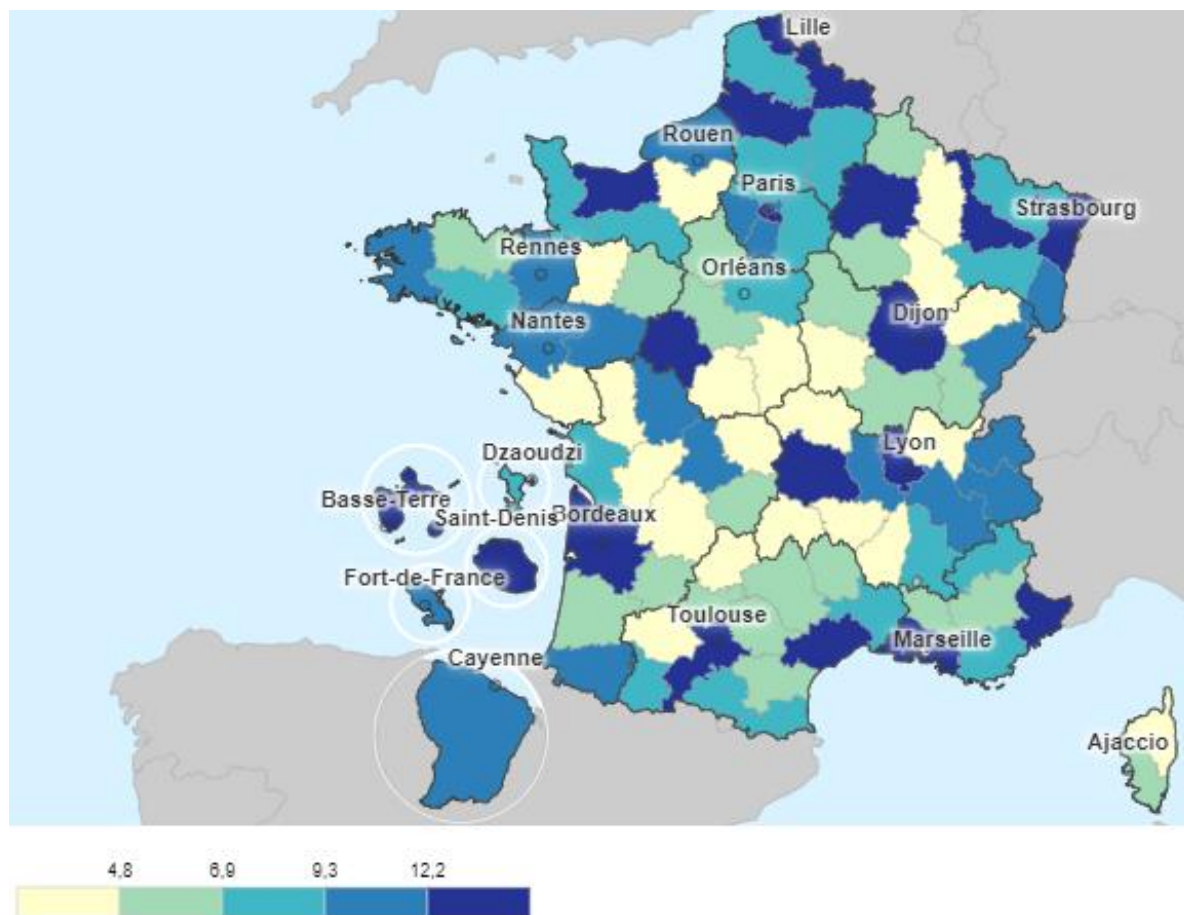 Lille
Rouen
Paris
Strasbourg
Rennes
Orléans
Nantes
Dijon
Lyon
Dzaoudzi
Basse-Terre
Saint-Denis
Bordeaux
Fort-de-France
Toulouse
Marseille
Cayenne
Ajaccio
4,8 6,9 9,3 12,2